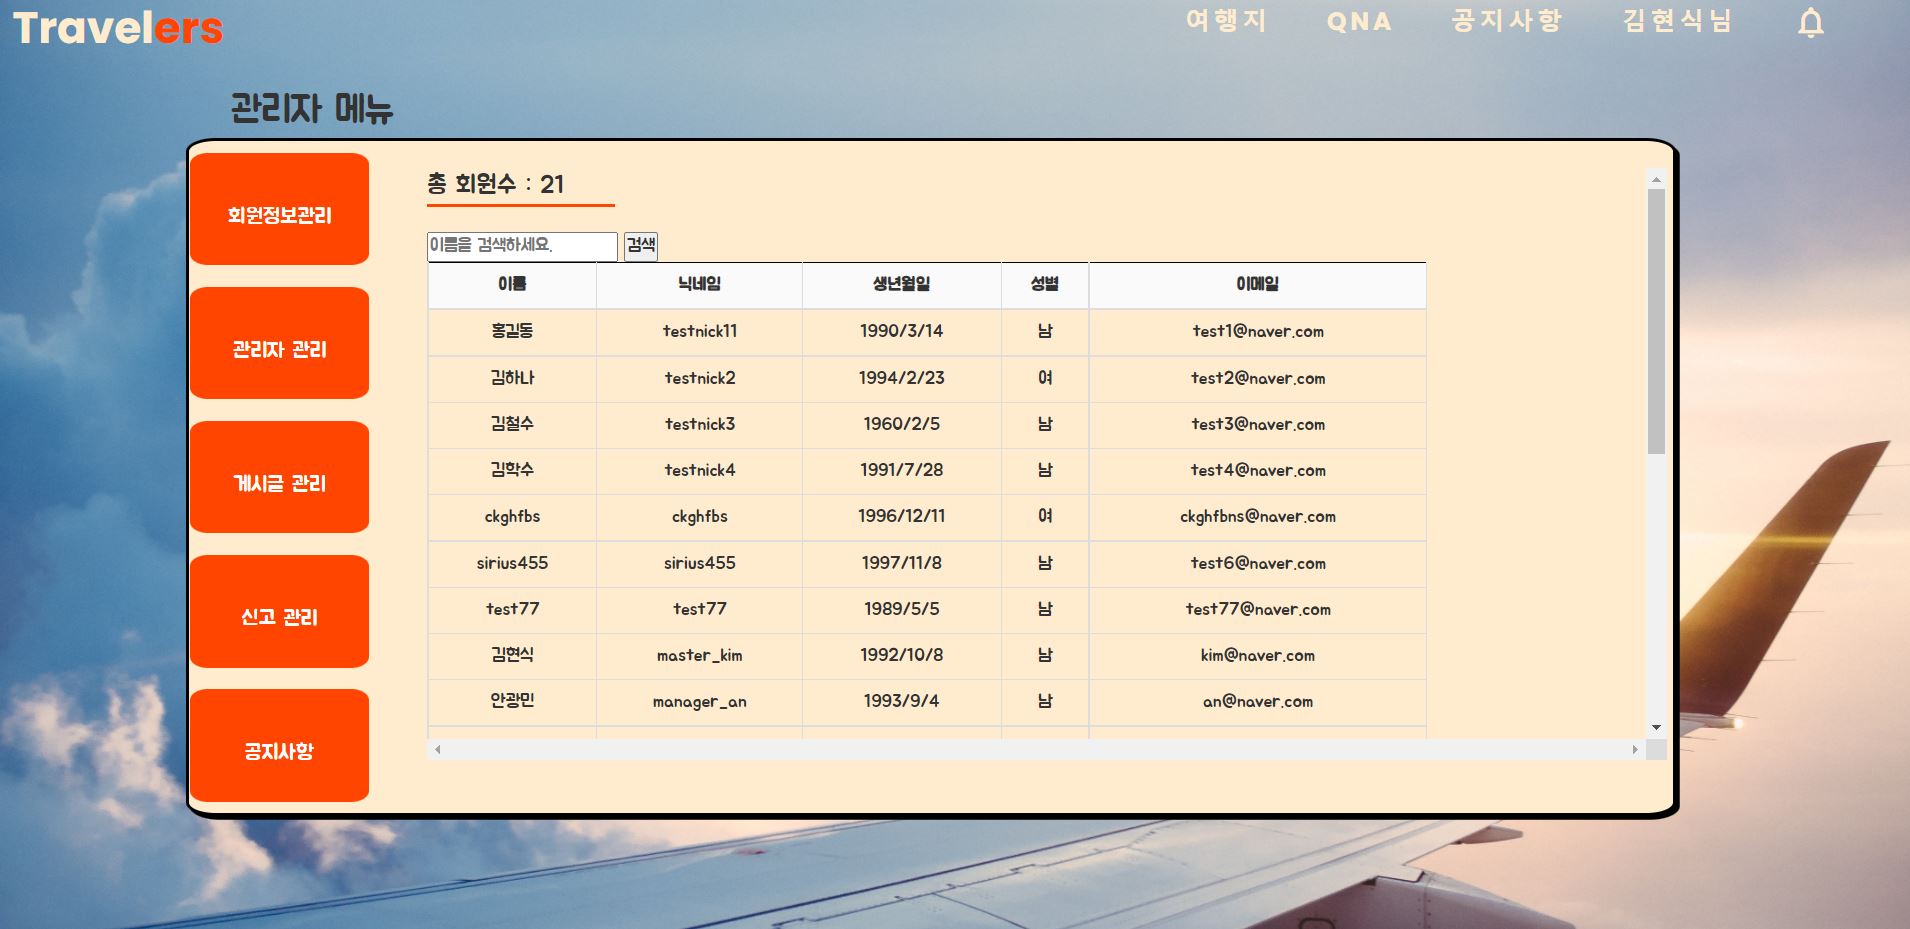 Travelers 여행지 QNA 공지사항 김현식님
관리자 메뉴
회원정보관리
관리자 관리
게시글 관리
신고 관리
공지사항
총 회원수 : 21
이름을 검색하세요. 검색
이름 닉네임 생년월일 성별 이메일
홍길동 testnick11 1990/3/14 남 test1@naver.com
김하나 testnick2 1994/2/23 여 test2@naver.com
김철수 testnick3 1960/2/5 남 test3@naver.com
김학수 testnick4 1991/7/28 남 test4@naver.com
ckghfbs ckghfbs 1996/12/11 여 ckghfbns@naver.com
sirius455 sirius455 1997/11/8 남 test6@naver.com
test77 test77 1989/5/5 남 test77@naver.com
김현식 master_kim 1992/10/8 남 kim@naver.com
안광민 manager_an 1993/9/4 남 an@naver.com